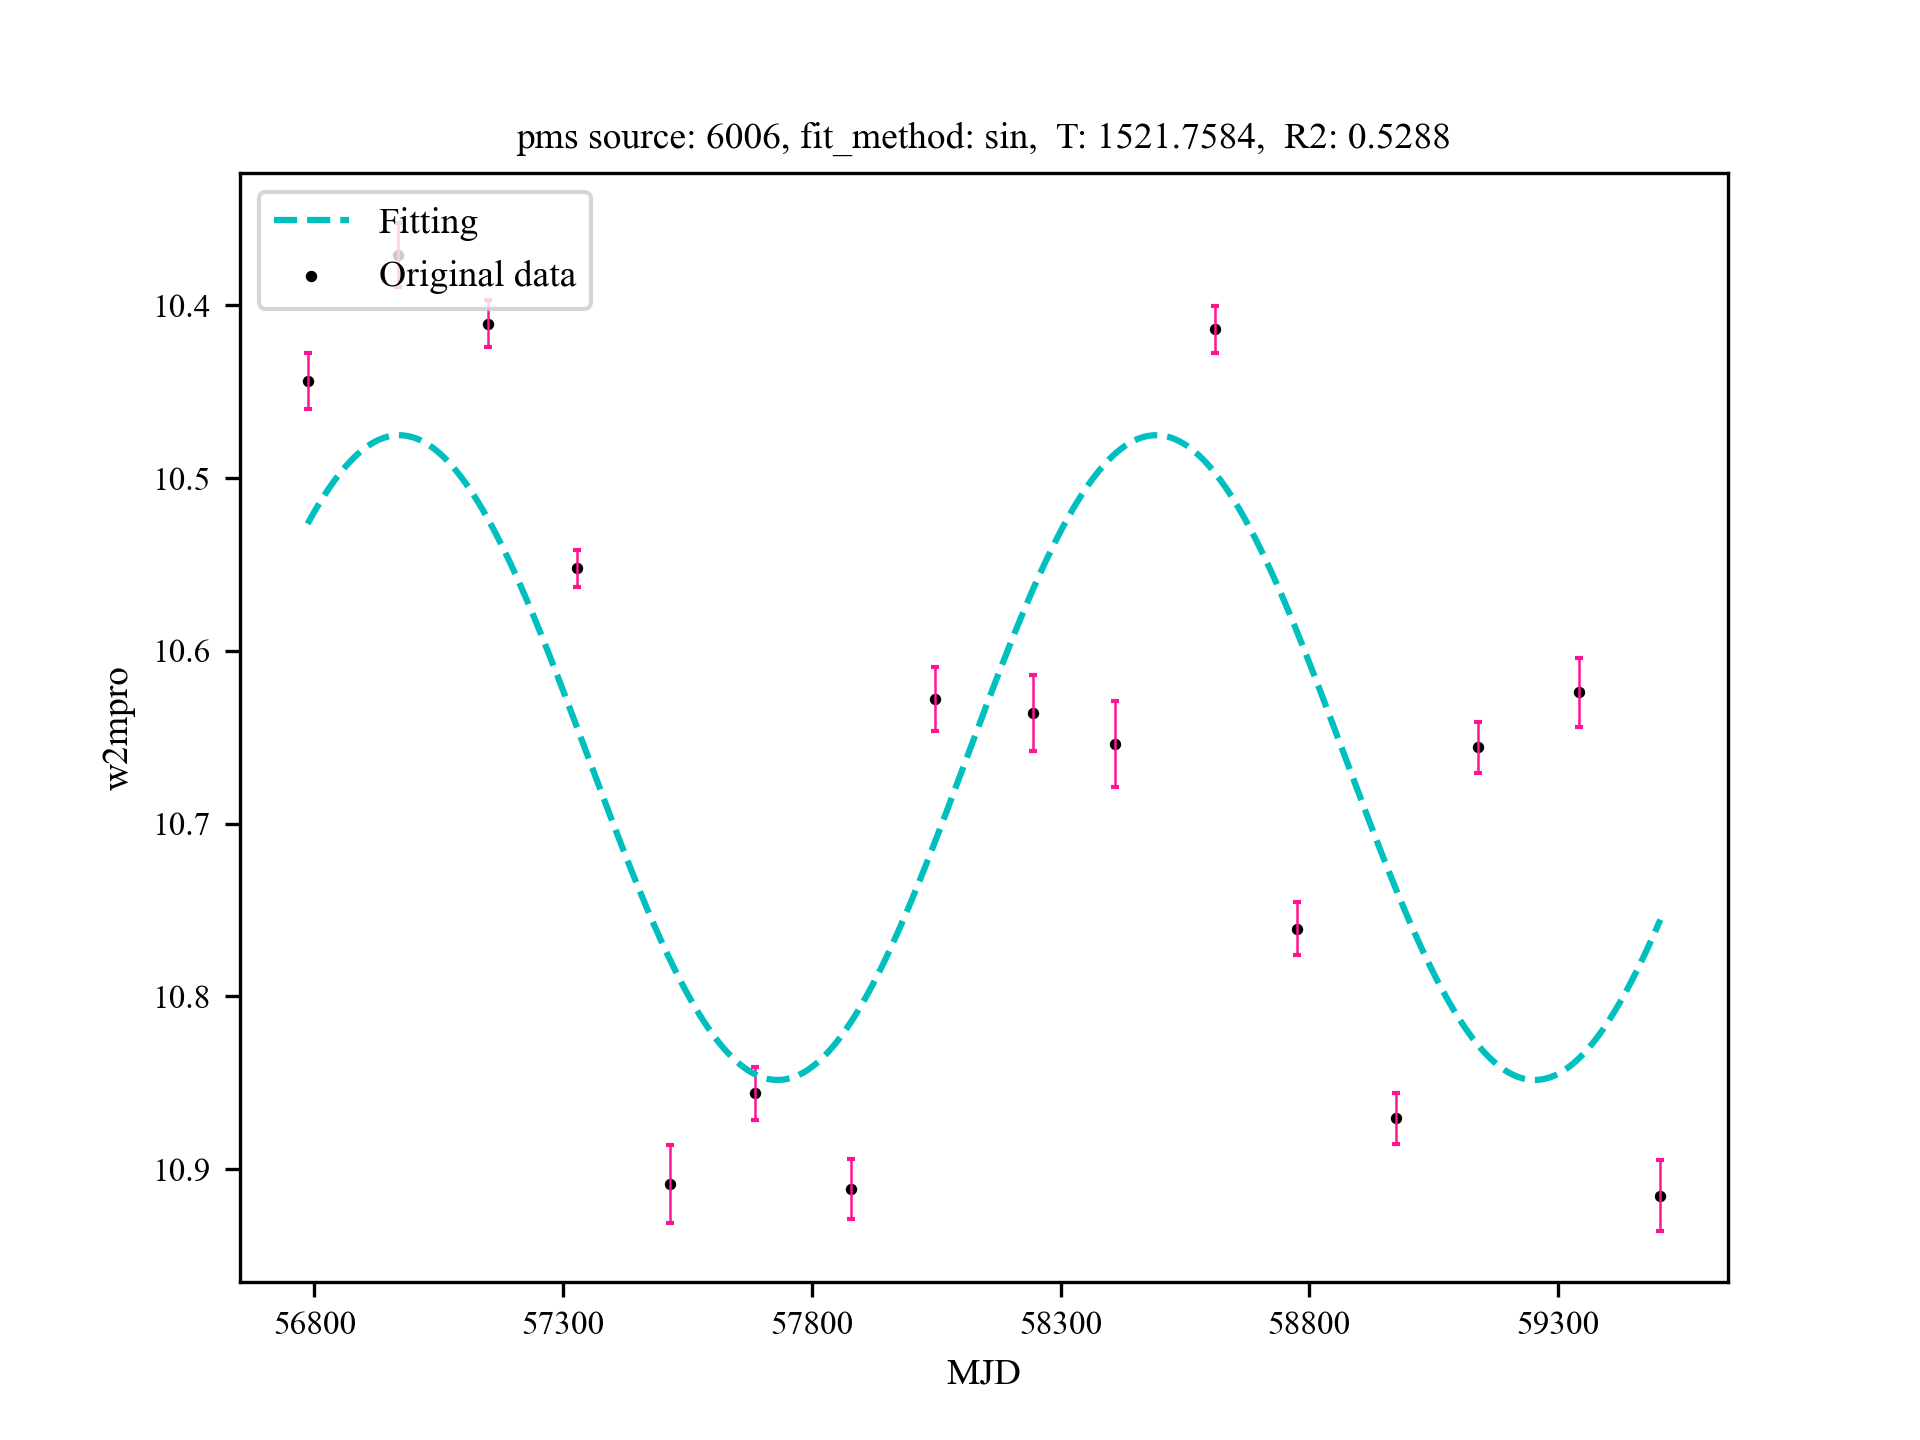 pms source: 6006, fit_method: sin,  T: 1521.7584,  R2: 0.5288
Fitting
Original data
10.4
10.5
10.6
10.7
10.8
10.9
w2mpro
56800 57300 57800 58300 58800 59300
MJD